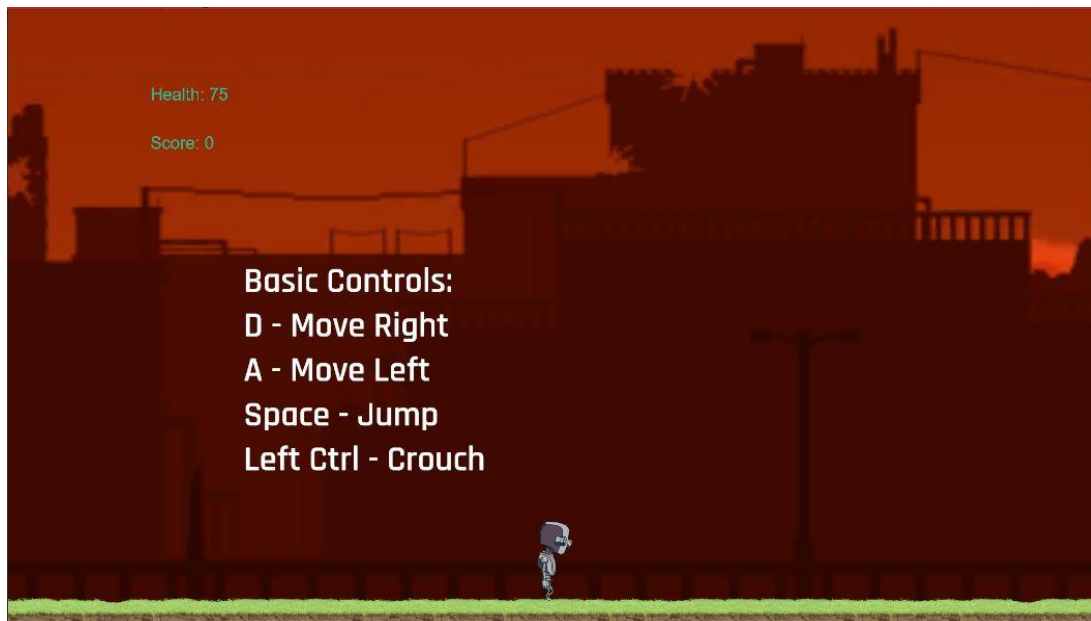 Health: 75
Score: 0
Basic Controls:
D - Move Right
A - Move Left
Space - Jump
Left Ctrl - Crouch